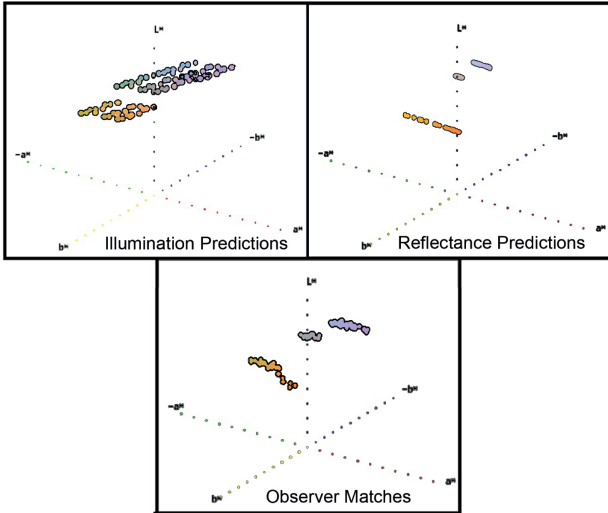 L*
-b*
-a*
b*
a*
Illumination Predictions
L*
-b*
-a*
b*
a*
Reflectance Predictions
L*
-b*
-a*
b*
a*
Observer Matches